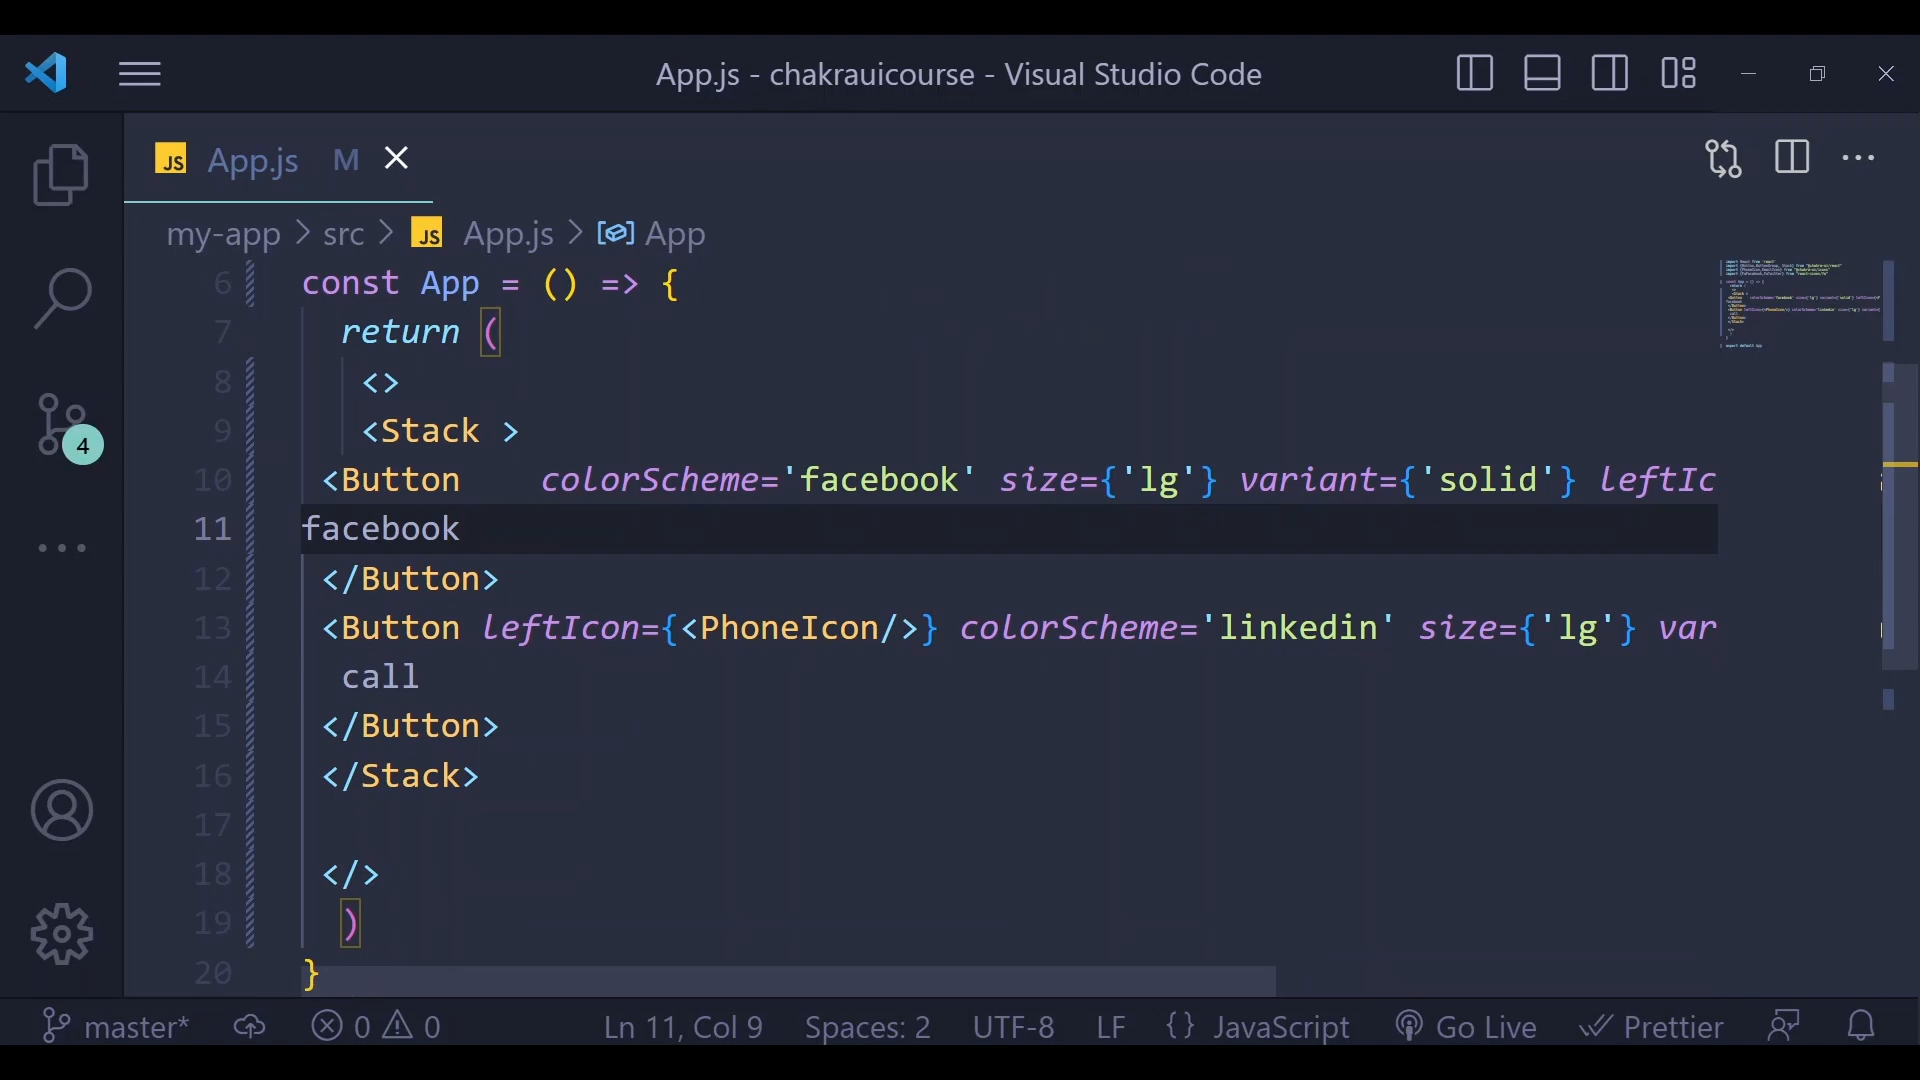 App.js - chakrauicourse - Visual Studio Code
JS App.js M
my-app > src > JS App.js > App
6 const App = () => {
7 return (
8 <>
9 <Stack >
10 <Button colorScheme='facebook' size={'lg'} variant={'solid'} leftIc
11 facebook
12 </Button>
13 <Button leftIcon={<PhoneIcon/>} colorScheme='linkedin' size={'lg'} var
14 call
15 </Button>
16 </Stack>
17
18 </>
19 )
20 }
4
master* 0 0 Ln 11, Col 9 Spaces: 2 UTF-8 LF {} JavaScript Go Live Prettier